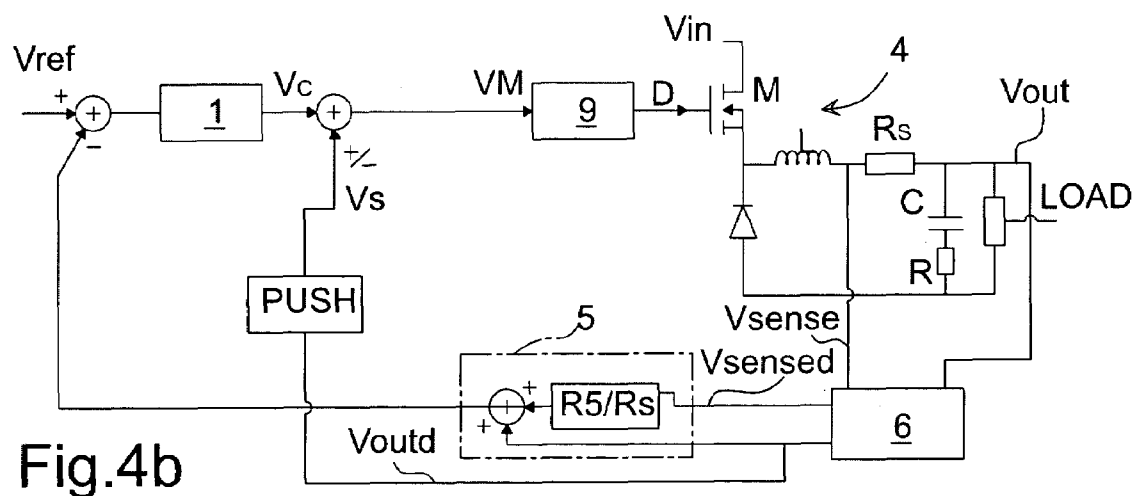 Vin
4
Vref
+
+
1
Vc
+
VM
9
D
M
Vout
Rs
-
+/-
Vs
C
LOAD
R
PUSH
5
Vsense
Vsensed
+
+
R5/Rs
+
6
Voutd
Fig.4b